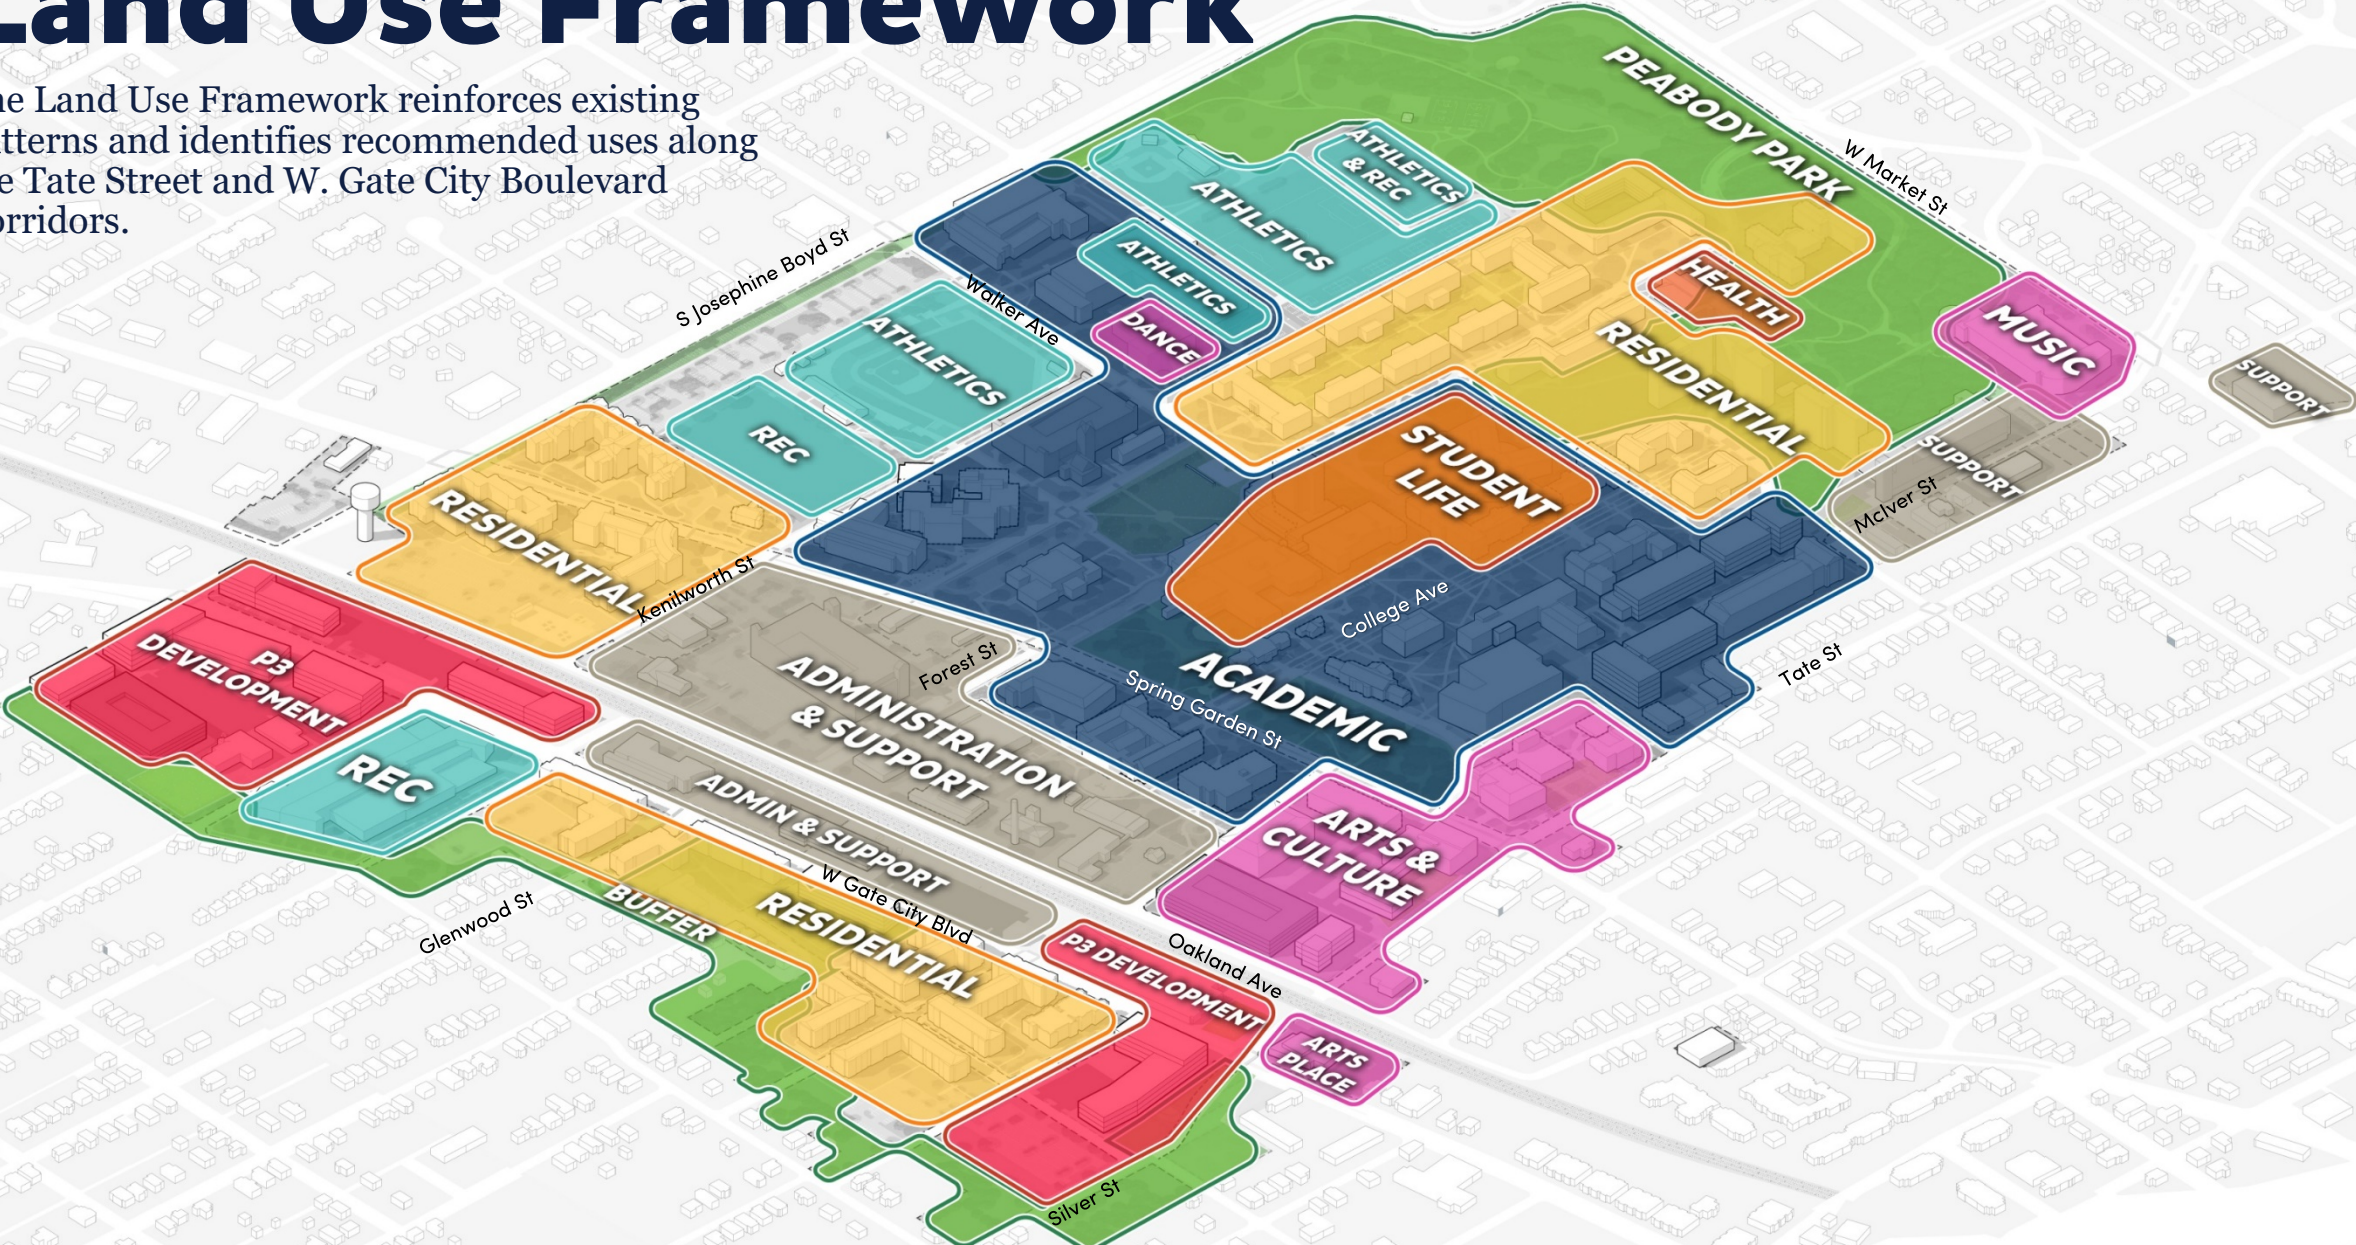 Land Use Framework
he Land Use Framework reinforces existing
atterns and identifies recommended uses along
e Tate Street and W. Gate City Boulevard
orridors.
PEABODY PARK
W Market St
ATHLETICS
& REC
ATHLETICS
ATHLETICS
DANCE
HEALTH
MUSIC
SUPPORT
SUPPORT
McIver St
S Josephine Boyd St
Walker Ave
ATHLETICS
REC
RESIDENTIAL
STUDENT
LIFE
RESIDENTIAL
Kenilworth St
College Ave
Tate St
ACADEMIC
Spring Garden St
Forest St
ADMINISTRATION
& SUPPORT
P3
DEVELOPMENT
REC
ADMIN & SUPPORT
W Gate City Blvd
ARTS &
CULTURE
BUFFER
RESIDENTIAL
Glenwood St
Oakland Ave
P3 DEVELOPMENT
ARTS
PLACE
Silver St